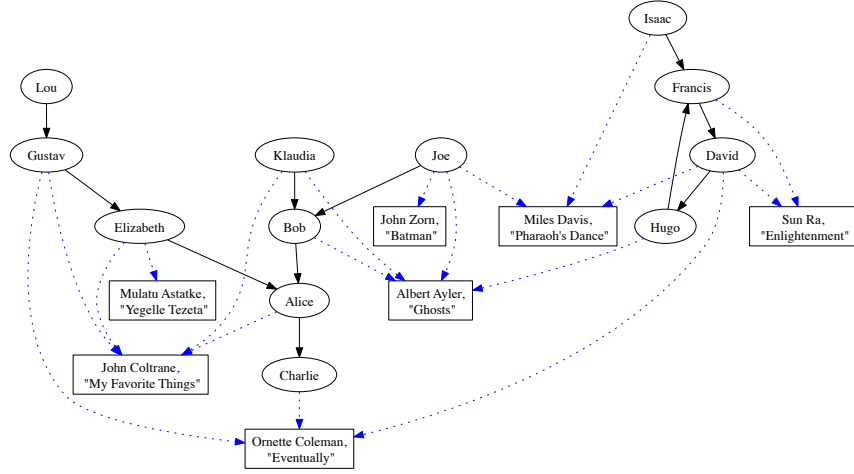 Isaac
Lou
Francis
Gustav
Klaudia
Joe
David
Elizabeth
Bob
John Zorn,
"Batman"
Miles Davis,
"Pharaoh's Dance"
Hugo
Sun Ra,
"Enlightenment"
Mulatu Astatke,
"Yegelle Tezeta"
Alice
Albert Ayler,
"Ghosts"
John Coltrane,
"My Favorite Things"
Charlie
Ornette Coleman,
"Eventually"